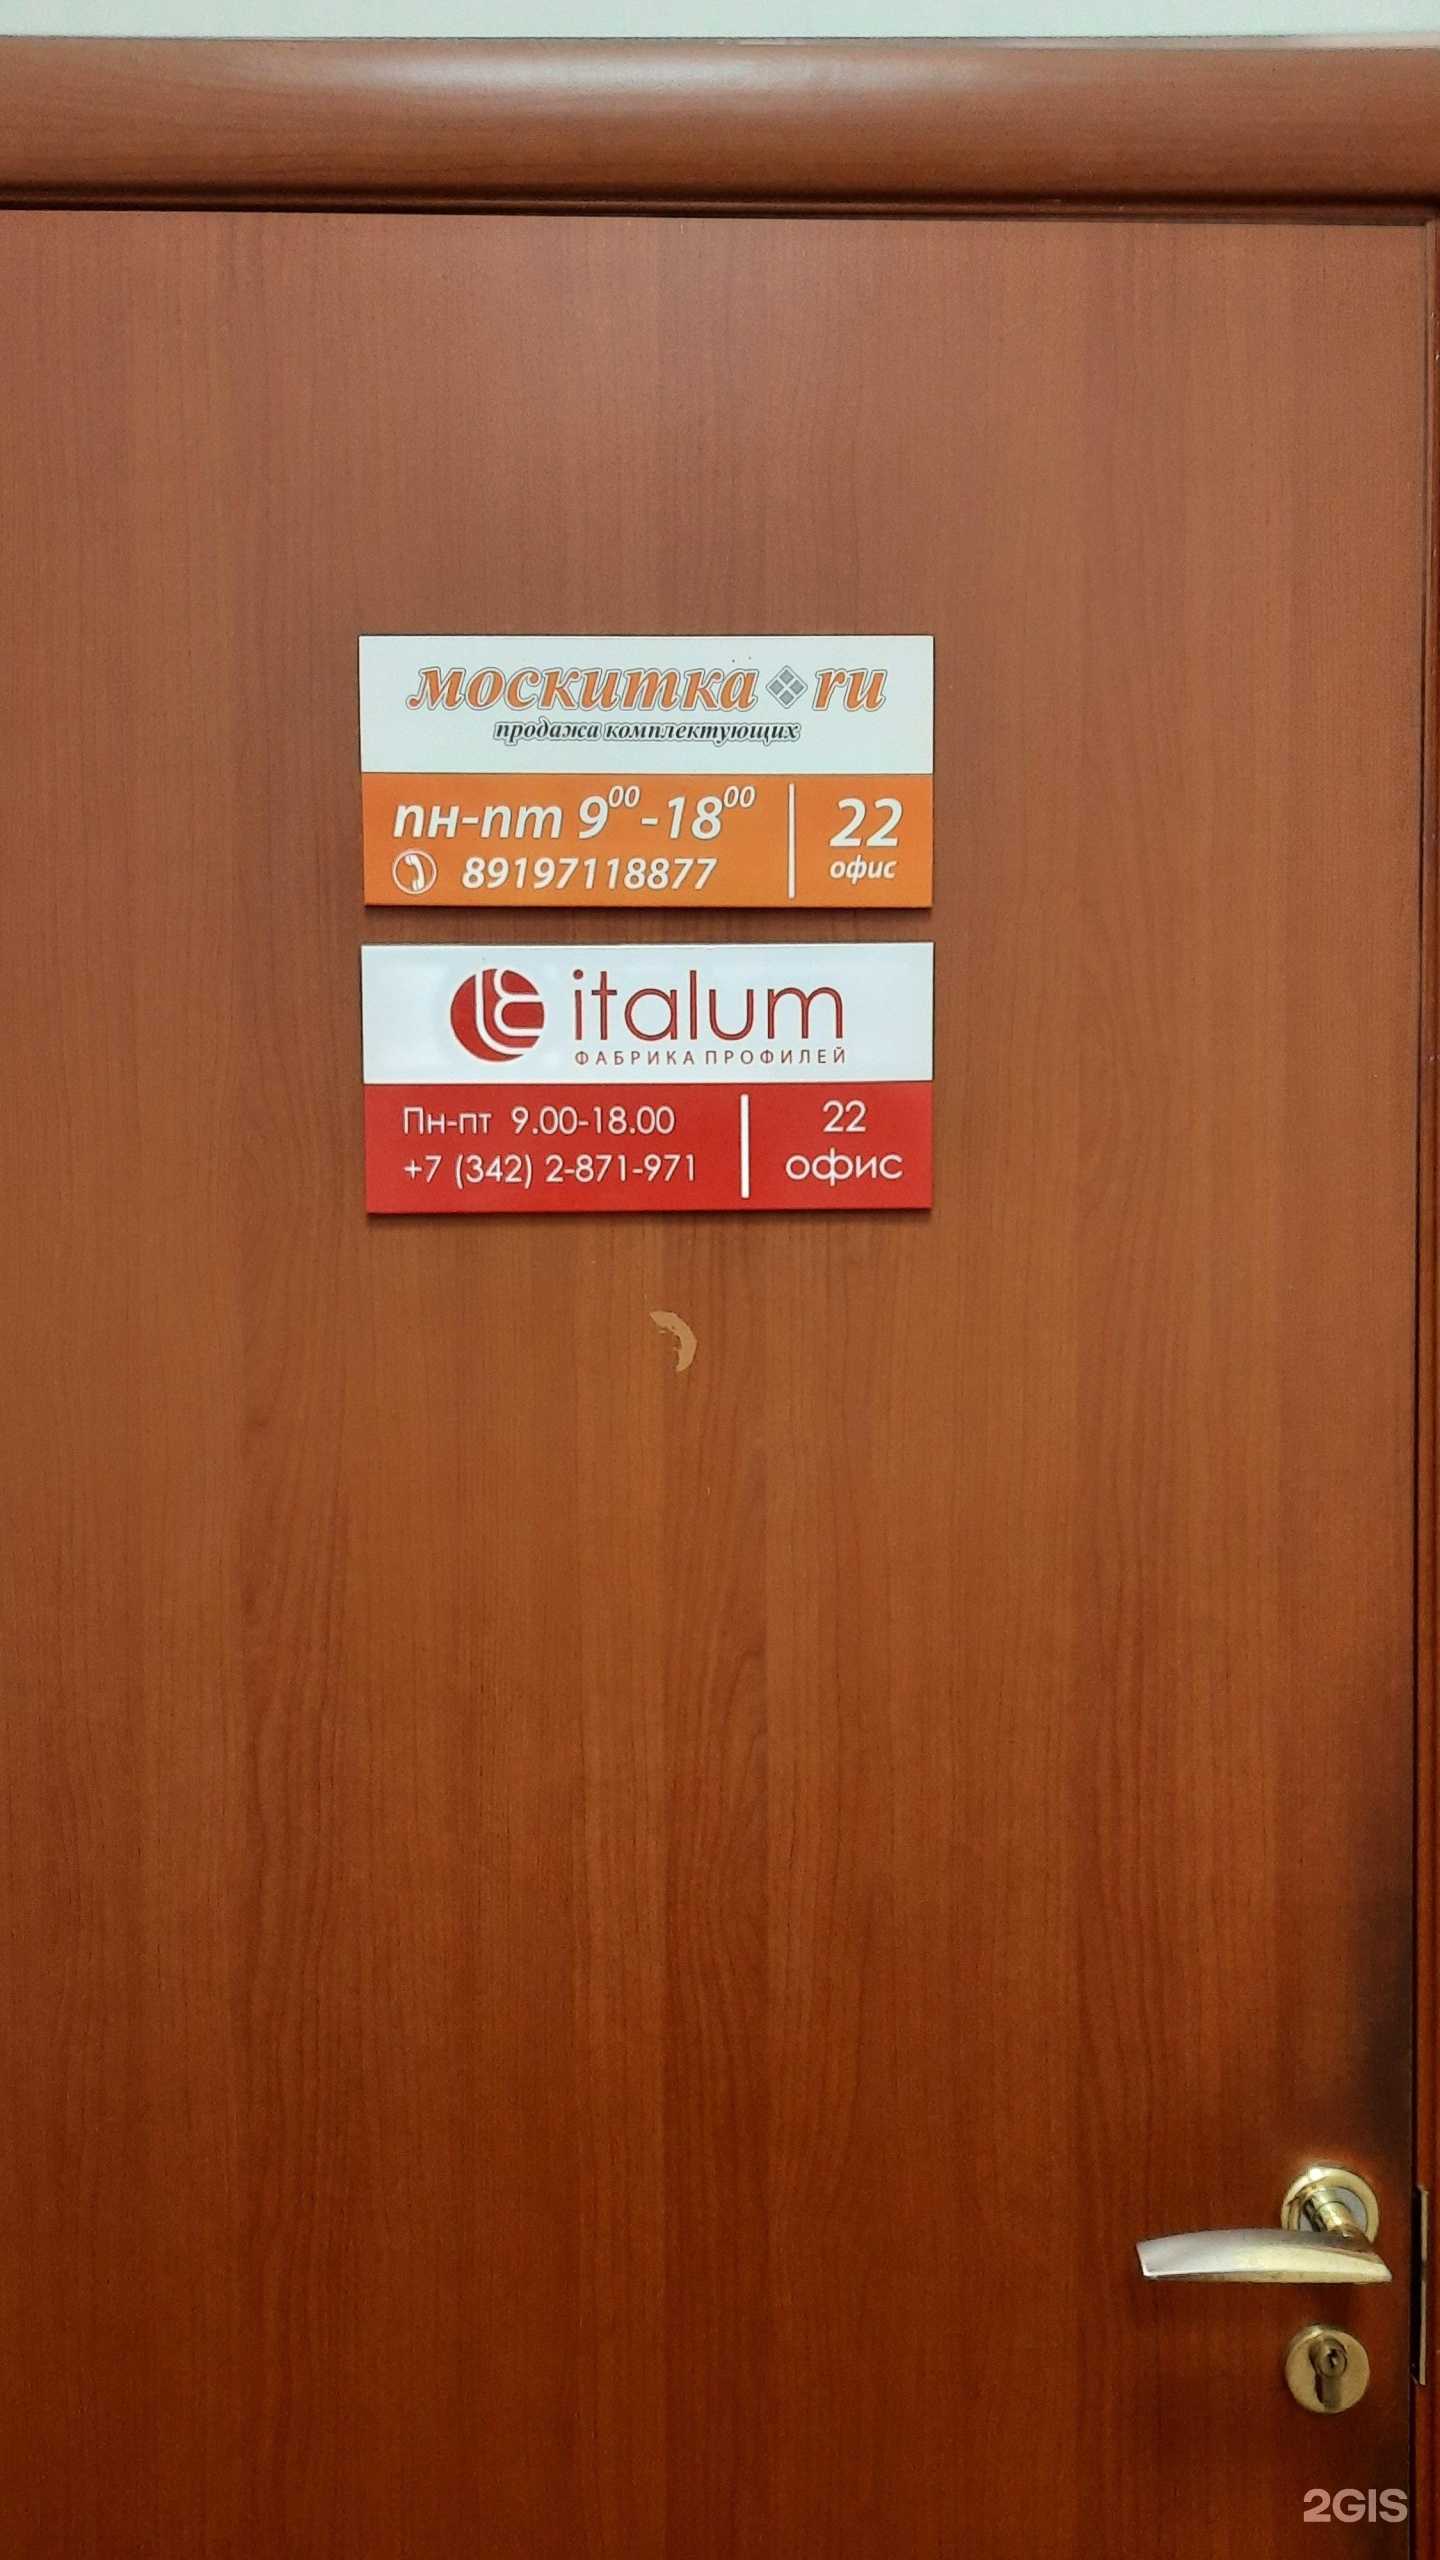 москитка ru
продажа комплектующих
пн-пт 9⁰⁰-18⁰⁰
89197118877
22
офис
italum
ФАБРИКА ПРОФИЛЕЙ
Пн-пт 9.00-18.00
+7 (342) 2-871-971
22
офис
2GIS